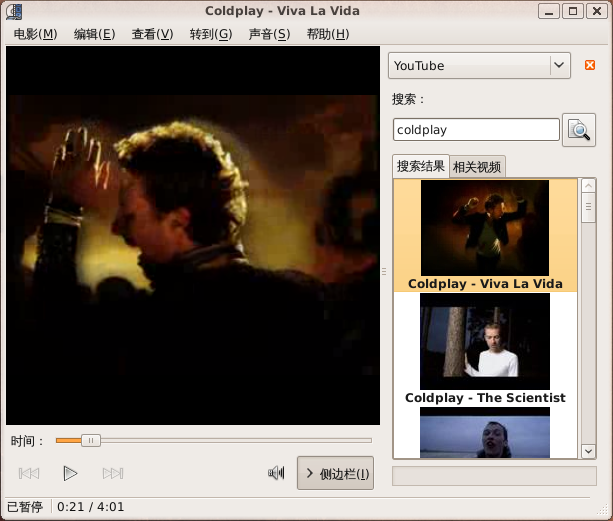 Coldplay - Viva La Vida
电影(M) 编辑(E) 查看(V) 转到(G) 声音(S) 帮助(H)
YouTube
搜索：
coldplay
搜索结果 相关视频
Coldplay - Viva La Vida
Coldplay - The Scientist
时间：
侧边栏(I)
已暂停 0:21 / 4:01